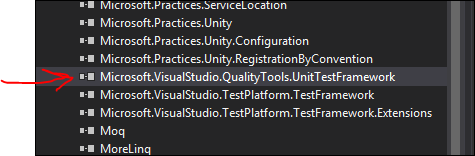 Microsoft.Practices.ServiceLocation
Microsoft.Practices.Unity
Microsoft.Practices.Unity.Configuration
Microsoft.Practices.Unity.RegistrationByConvention
Microsoft.VisualStudio.QualityTools.UnitTestFramework
Microsoft.VisualStudio.TestPlatform.TestFramework
Microsoft.VisualStudio.TestPlatform.TestFramework.Extensions
Moq
MoreLinq